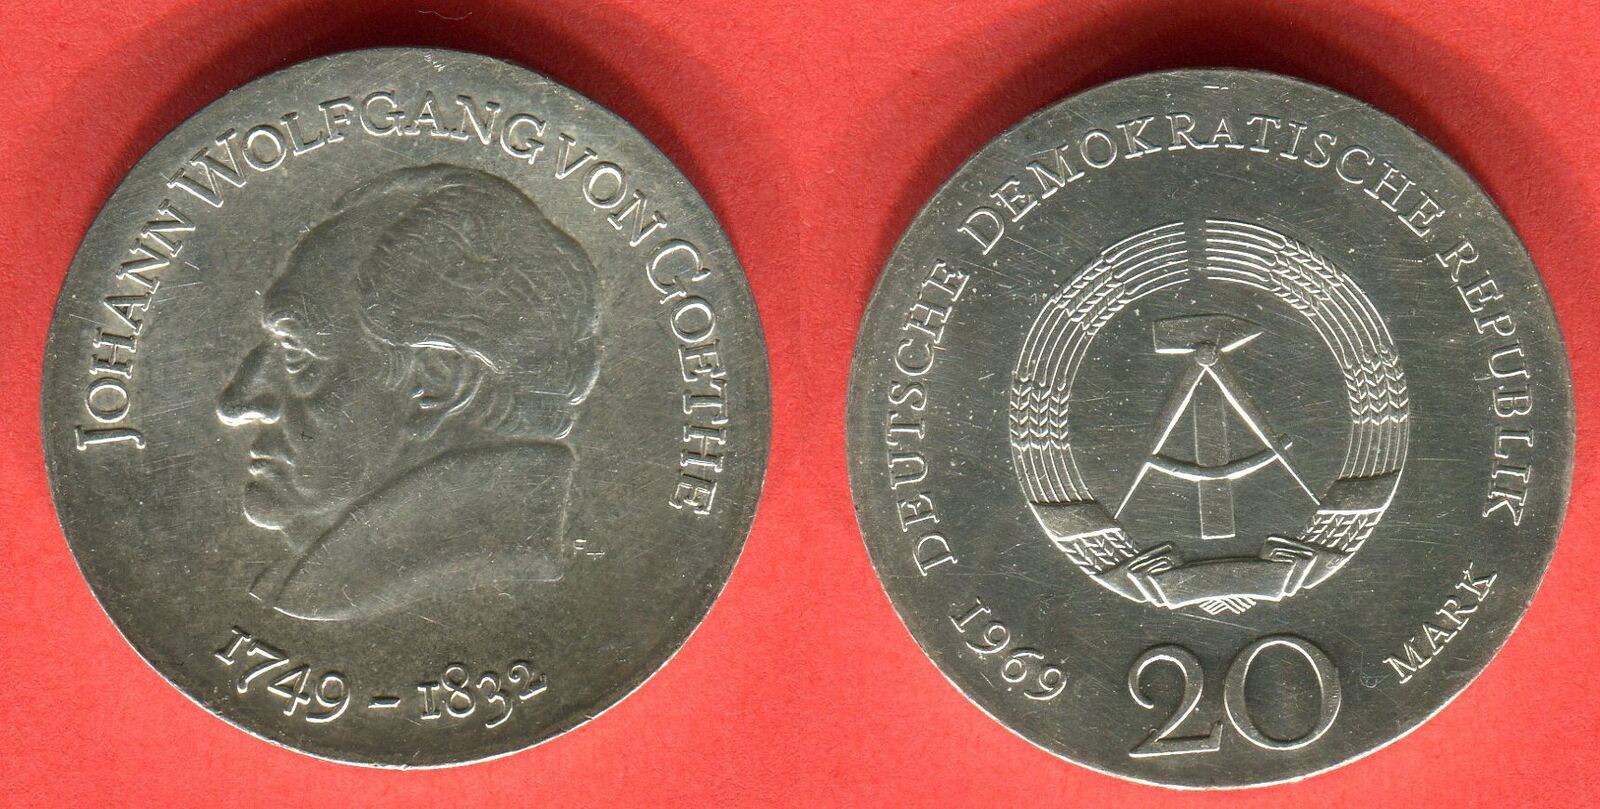 JOHANN WOLFGANG VON GOETHE
1749 - 1832
DEUTSCHE DEMOKRATISCHE REPUBLIK
1969
20
MARK